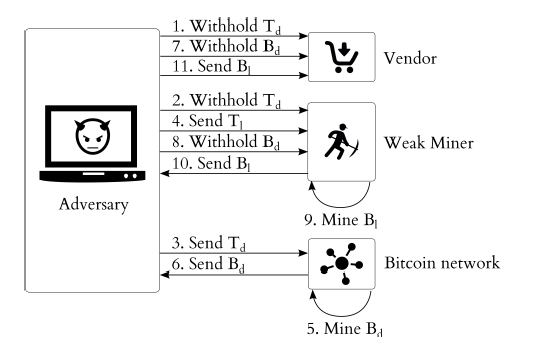 1. Withhold T_d
7. Withhold B_d
11. Send B_l
Vendor
2. Withhold T_d
4. Send T_l
8. Withhold B_d
10. Send B_l
Weak Miner
9. Mine B_l
Adversary
3. Send T_d
6. Send B_d
Bitcoin network
5. Mine B_d